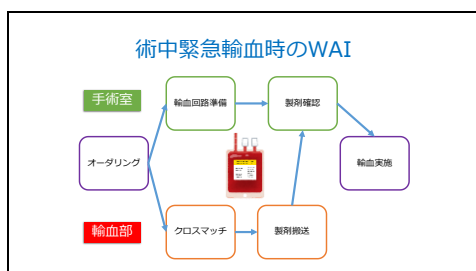 術中緊急輸血時のWAI
手術室
輸血回路準備
製剤確認
オーダリング
輸血実施
輸血部
クロスマッチ
製剤搬送